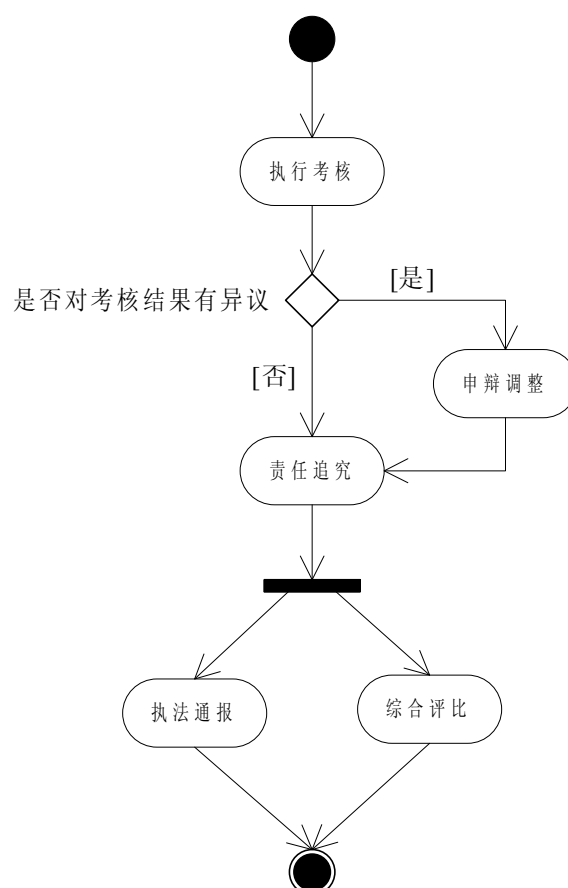 执行考核
是否对考核结果有异议
[是]
[否]
申辩调整
责任追究
执法通报
综合评比